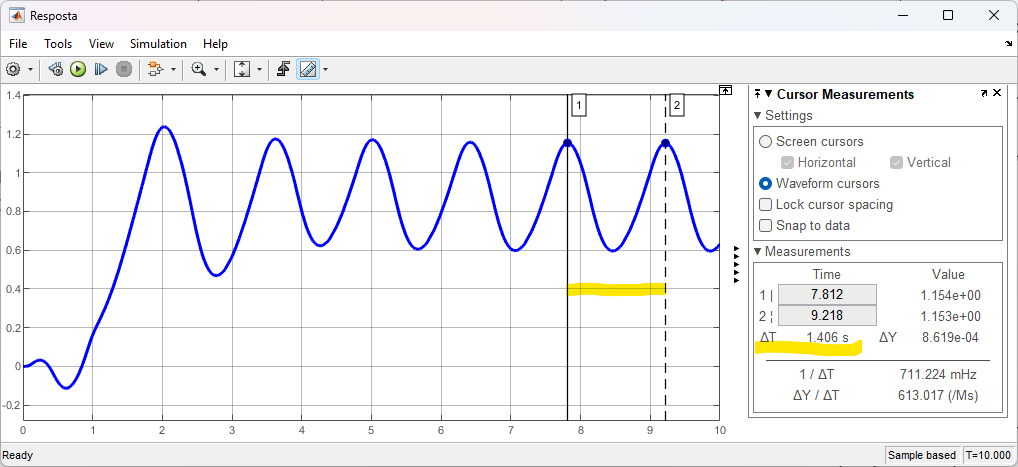 Resposta
File Tools View Simulation Help
1.4
1.2
1
0.8
0.6
0.4
0.2
0
-0.2
0 1 2 3 4 5 6 7 8 9 10
1
2
Cursor Measurements
Settings
Screen cursors
Horizontal Vertical
Waveform cursors
Lock cursor spacing
Snap to data
Measurements
Time Value
1 | 7.812 1.154e+00
2 ¦ 9.218 1.153e+00
ΔT 1.406 s ΔY 8.619e-04
1 / ΔT 711.224 mHz
ΔY / ΔT 613.017 (/Ms)
Ready Sample based T=10.000